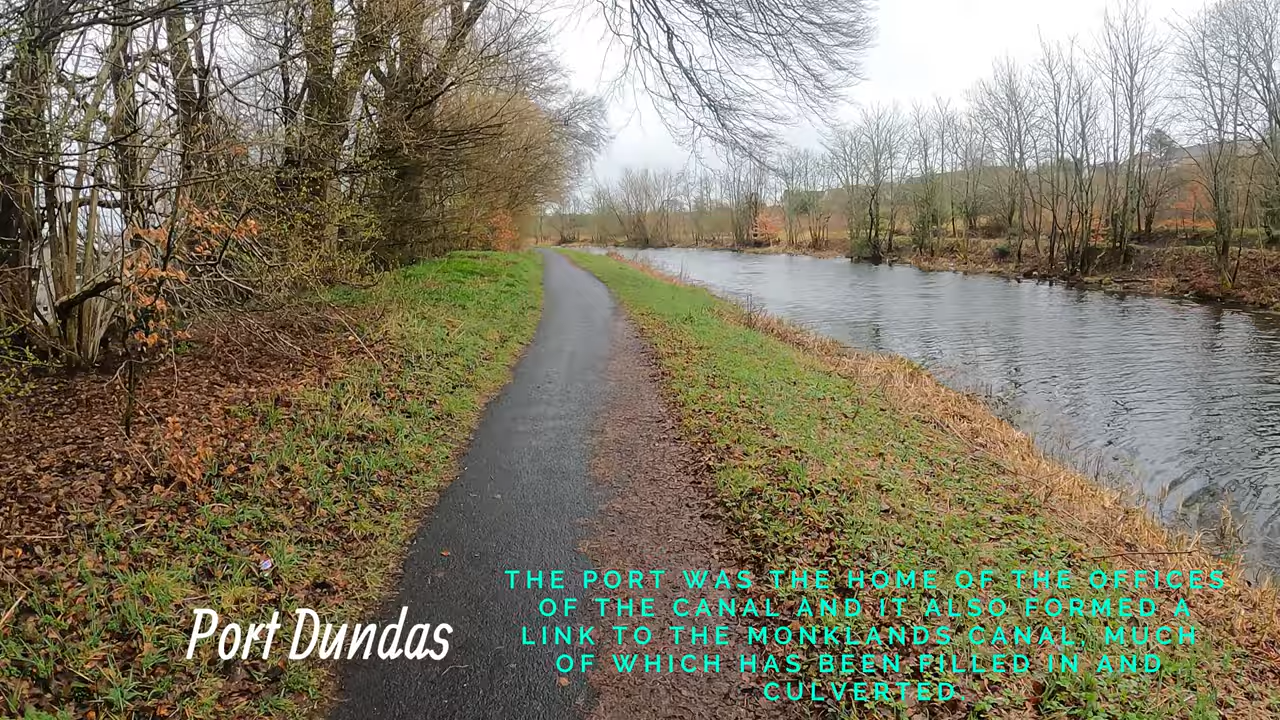 Port Dundas
THE PORT WAS THE HOME OF THE OFFICES
OF THE CANAL AND IT ALSO FORMED A
LINK TO THE MONKLANDS CANAL, MUCH
OF WHICH HAS BEEN FILLED IN AND
CULVERTED.